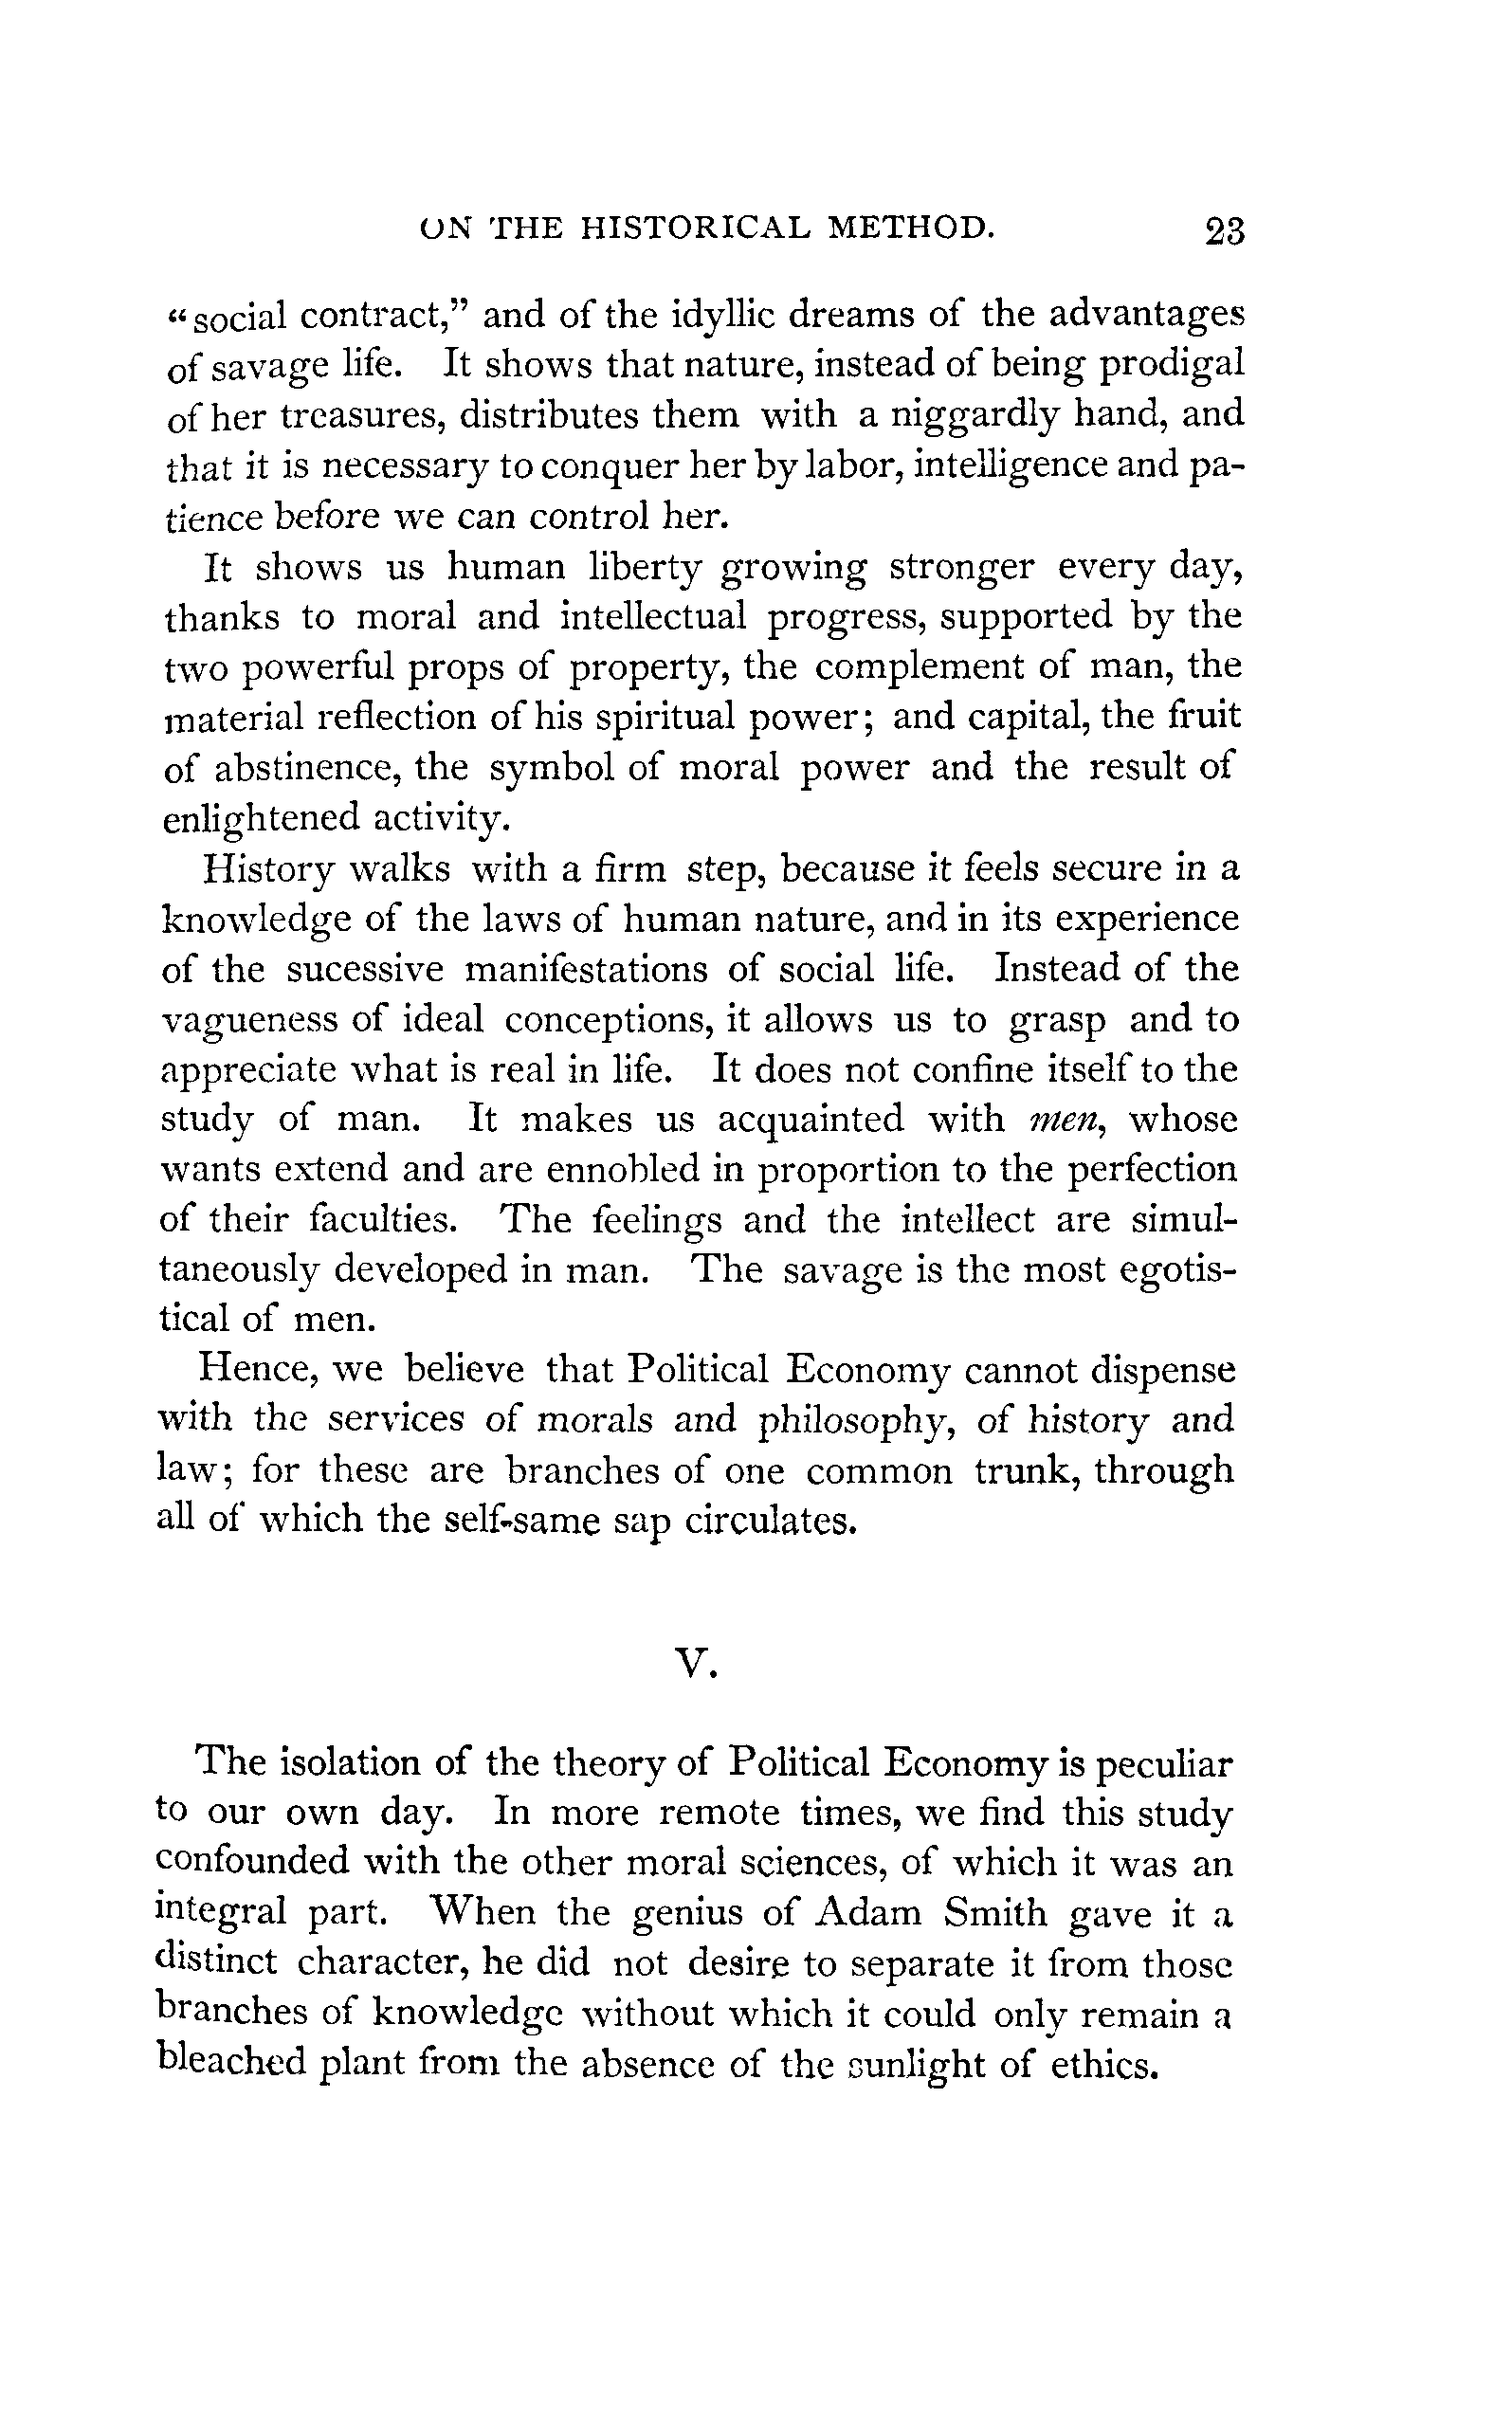 ON THE HISTORICAL METHOD. 23
“social contract,” and of the idyllic dreams of the advantages
of savage life. It shows that nature, instead of being prodigal
of her treasures, distributes them with a niggardly hand, and
that it is necessary to conquer her by labor, intelligence and pa-
tience before we can control her.
It shows us human liberty growing stronger every day,
thanks to moral and intellectual progress, supported by the
two powerful props of property, the complement of man, the
material reflection of his spiritual power; and capital, the fruit
of abstinence, the symbol of moral power and the result of
enlightened activity.
History walks with a firm step, because it feels secure in a
knowledge of the laws of human nature, and in its experience
of the sucessive manifestations of social life. Instead of the
vagueness of ideal conceptions, it allows us to grasp and to
appreciate what is real in life. It does not confine itself to the
study of man. It makes us acquainted with men, whose
wants extend and are ennobled in proportion to the perfection
of their faculties. The feelings and the intellect are simul-
taneously developed in man. The savage is the most egotis-
tical of men.
Hence, we believe that Political Economy cannot dispense
with the services of morals and philosophy, of history and
law; for these are branches of one common trunk, through
all of which the self-same sap circulates.
V.
The isolation of the theory of Political Economy is peculiar
to our own day. In more remote times, we find this study
confounded with the other moral sciences, of which it was an
integral part. When the genius of Adam Smith gave it a
distinct character, he did not desire to separate it from those
branches of knowledge without which it could only remain a
bleached plant from the absence of the sunlight of ethics.